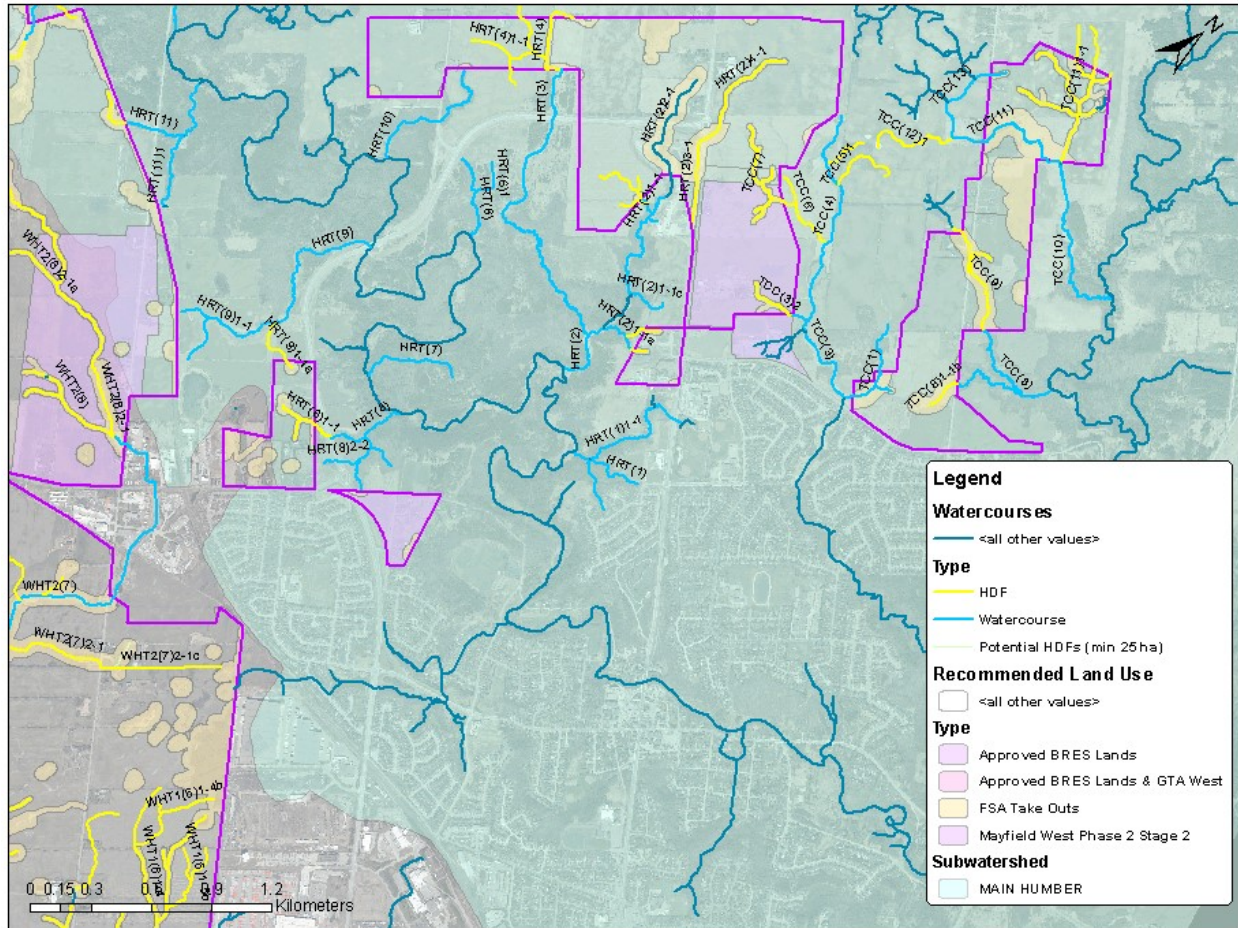 N
HRT(4)1-1
HRT(4)
HRT(3)
HRT(10)
HRT(11)
HRT(11)1
HRT(2)2-1
HRT(2)4-1
HRT(2)3-1
HRT(2)1-1
TCC(13)
TCC(11)
TCC(11)1-1
TCC(12)1
TCC(5)1
TCC(7)
TCC(6)
TCC(4)
TCC(10)
TCC(9)
HRT(6)1
HRT(6)
HRT(9)
HRT(9)1-1
HRT(9)1-1a
HRT(7)
HRT(2)
HRT(2)1-1c
HRT(2)1-1a
TCC(3)2
TCC(3)
TCC(1)
TCC(8)1-1b
TCC(8)
WHT2(8)2-1a
WHT2(8)
WHT2(8)2-1
HRT(8)1-1
HRT(8)
HRT(8)2-2
HRT(1)1-1
HRT(1)
WHT2(7)
WHT2(7)2-1
WHT2(7)2-1c
WHT1(6)1-4b
Legend
Watercourses
<all other values>
Type
HDF
Watercourse
Potential HDFs (min 25 ha)
Recommended Land Use
<all other values>
Type
Approved BRES Lands
Approved BRES Lands & GTA West
FSA Take Outs
Mayfield West Phase 2 Stage 2
Subwatershed
MAIN HUMBER
0 0.15 0.3 0.6 0.9 1.2
Kilometers